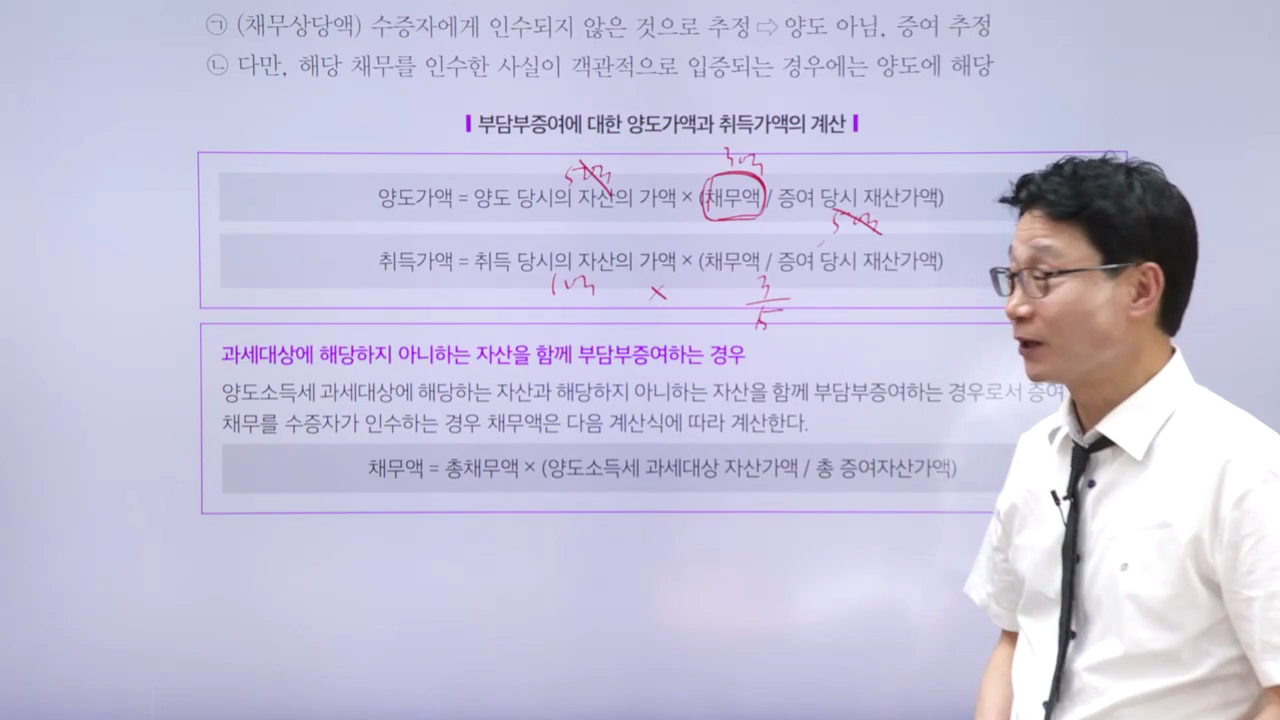 ㉠ (채무상당액) 수증자에게 인수되지 않은 것으로 추정 ⇨ 양도 아님, 증여 추정
㉡ 다만, 해당 채무를 인수한 사실이 객관적으로 입증되는 경우에는 양도에 해당
부담부증여에 대한 양도가액과 취득가액의 계산
5억
3억
양도가액 = 양도 당시의 자산의 가액 × (채무액 / 증여 당시 재산가액)
5억
취득가액 = 취득 당시의 자산의 가액 × (채무액 / 증여 당시 재산가액)
1억 × 3/5
과세대상에 해당하지 아니하는 자산을 함께 부담부증여하는 경우
양도소득세 과세대상에 해당하는 자산과 해당하지 아니하는 자산을 함께 부담부증여하는 경우로서 증여
채무를 수증자가 인수하는 경우 채무액은 다음 계산식에 따라 계산한다.
채무액 = 총채무액 × (양도소득세 과세대상 자산가액 / 총 증여자산가액)